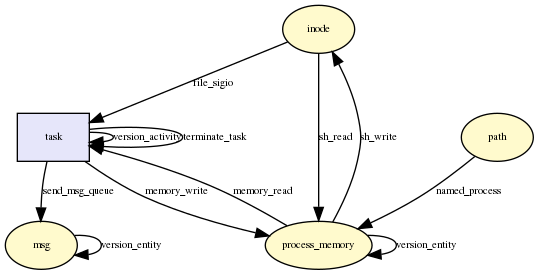 inode
file_sigio
task
version_activity
terminate_task
sh_read
sh_write
path
send_msg_queue
memory_write
memory_read
named_process
msg
version_entity
process_memory
version_entity